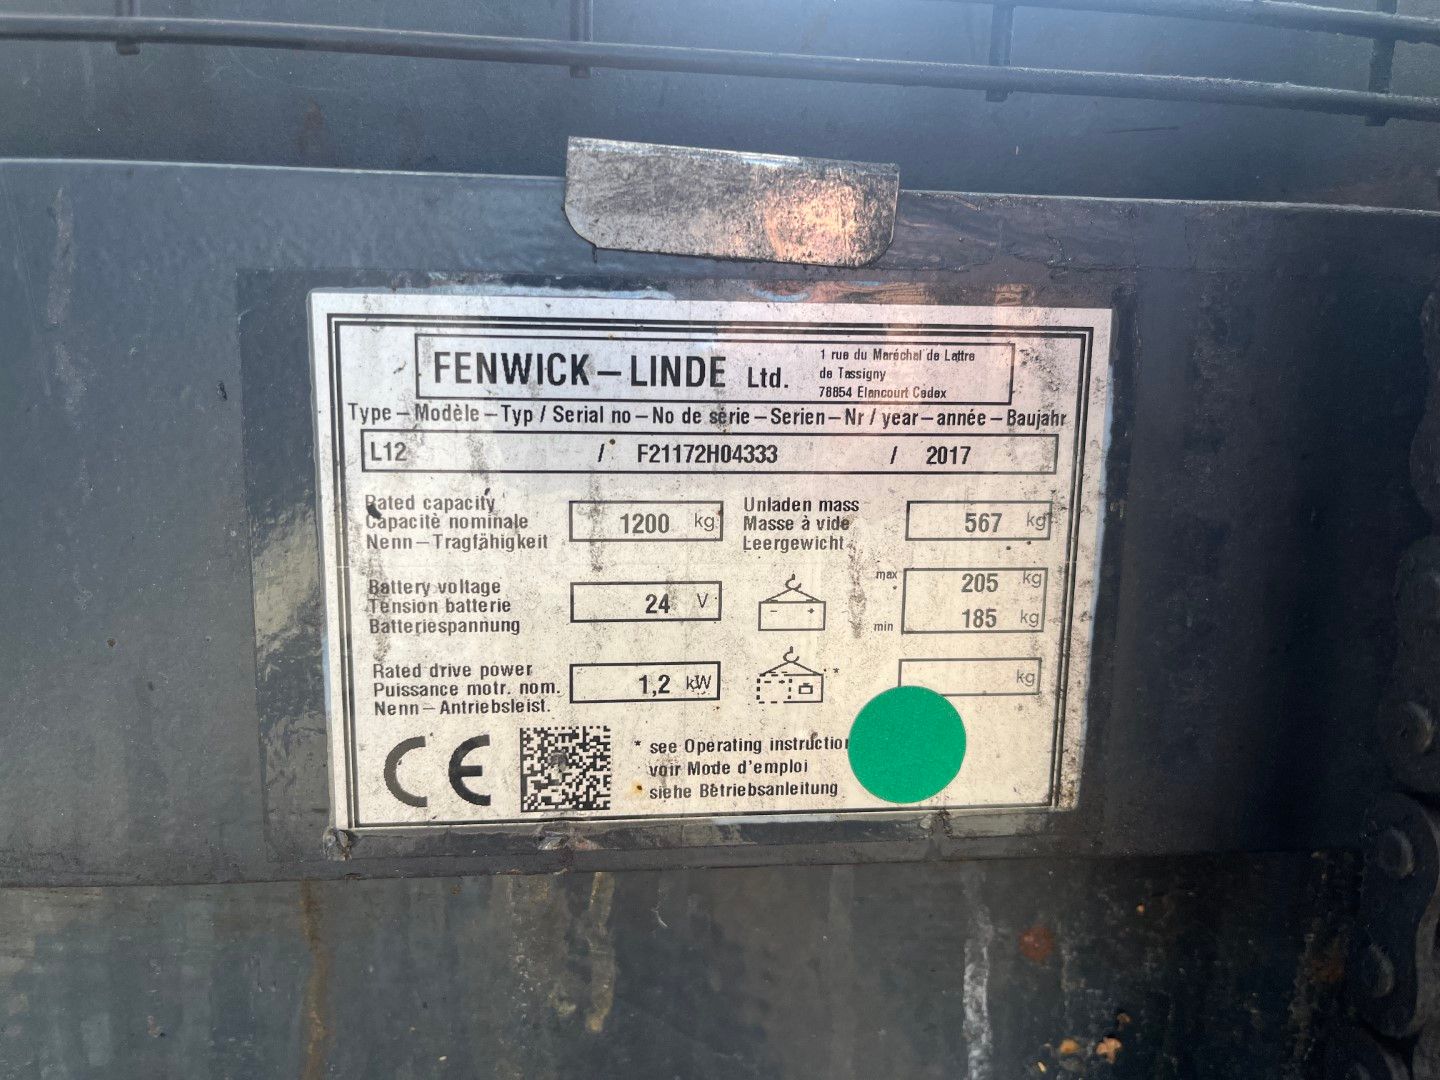 FENWICK–LINDE Ltd.
1 rue du Maréchal de Lattre
de Tassigny
78854 Elancourt Cedex
Type – Modèle – Typ / Serial no – No de série – Serien – Nr / year – année – Baujahr
L12 / F21172H04333 / 2017
Rated capacity
Capacitè nominale
Nenn – Tragfähigkeit
1200 kg
Unladen mass
Masse à vide
Leergewicht
567 kg
Battery voltage
Tension batterie
Batteriespannung
24 V
- +
max 205 kg
min 185 kg
Rated drive power
Puissance motr. nom.
Nenn – Antriebsleist.
1,2 kW
*
kg
CE
* see Operating instruction
voir Mode d'emploi
siehe Betriebsanleitung